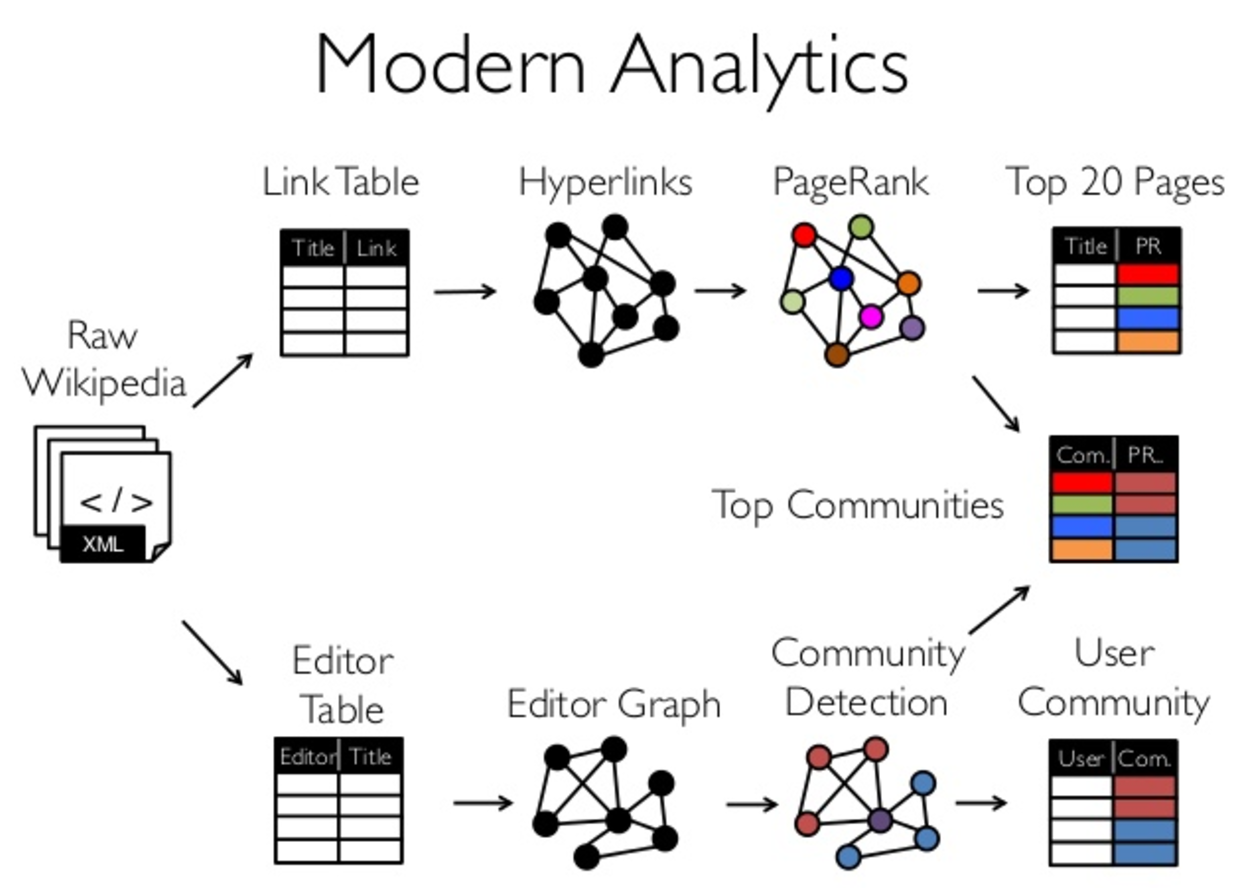 Modern Analytics
Link Table
Hyperlinks
PageRank
Top 20 Pages
Title Link
Title PR
Raw
Wikipedia
</>
XML
Top Communities
Com. PR..
Editor
Table
Editor Graph
Community
Detection
User
Community
Editor Title
User Com.